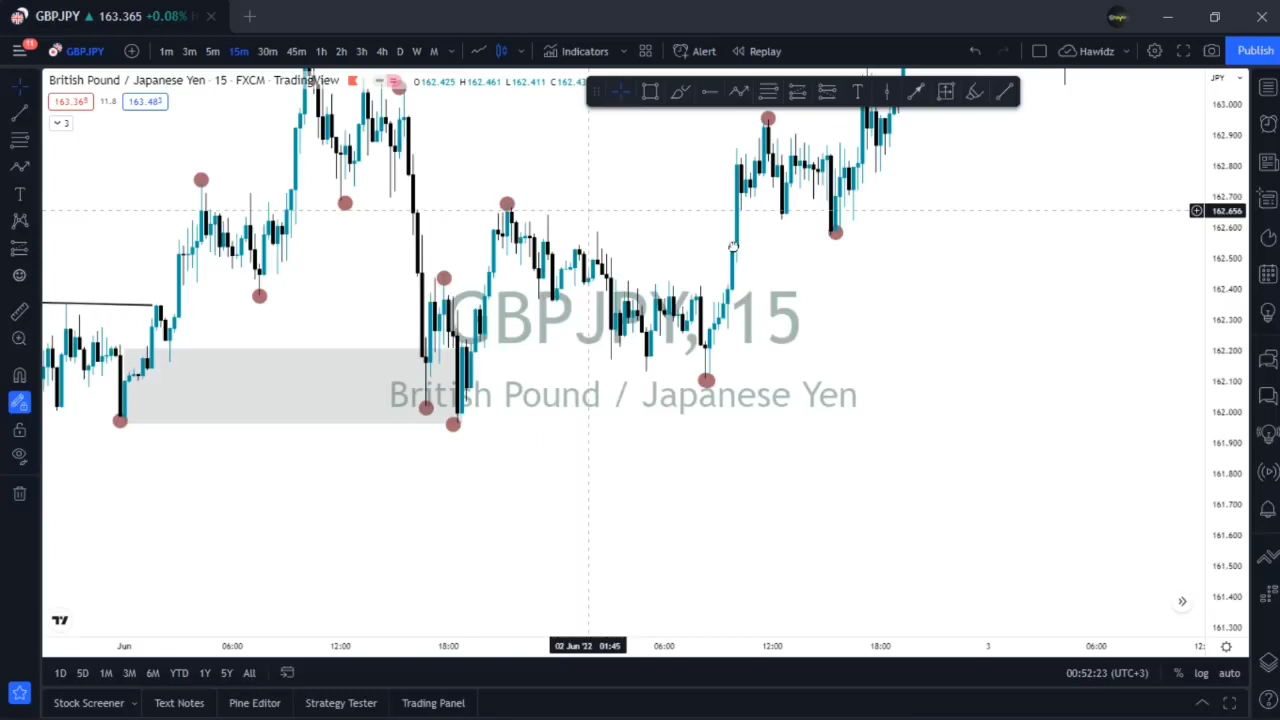 GBPJPY ▲ 163.365 +0.08%
11 GBPJPY 1m 3m 5m 15m 30m 45m 1h 2h 3h 4h D W M Indicators Alert Replay Hawidz Publish
British Pound / Japanese Yen · 15 · FXCM · TradingView O162.425 H162.461 L162.411 C162.43 JPY
163.365 11.8 163.483
3
163.000
162.900
162.800
162.700
162.656
162.600
162.500
162.400
162.300
162.200
162.100
162.000
161.900
161.800
161.700
161.600
161.500
161.400
161.300
GBPJPY, 15
British Pound / Japanese Yen
Jun 06:00 12:00 18:00 02 Jun '22 01:45 06:00 12:00 18:00 3 06:00 12:
1D 5D 1M 3M 6M YTD 1Y 5Y All 00:52:23 (UTC+3) % log auto
Stock Screener Text Notes Pine Editor Strategy Tester Trading Panel